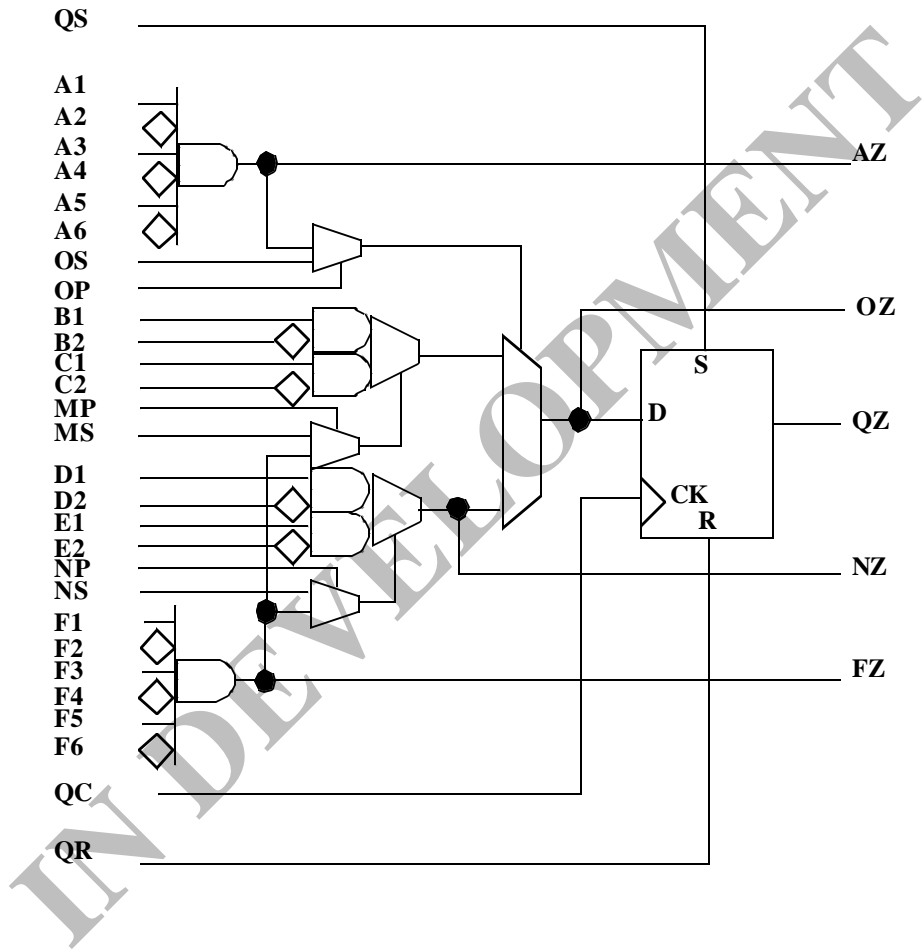 QS
A1
A2
A3
A4
A5
A6
OS
OP
B1
B2
C1
C2
MP
MS
D1
D2
E1
E2
NP
NS
F1
F2
F3
F4
F5
F6
QC
QR
S
D
CK
R
AZ
OZ
QZ
NZ
FZ
IN DEVELOPMENT